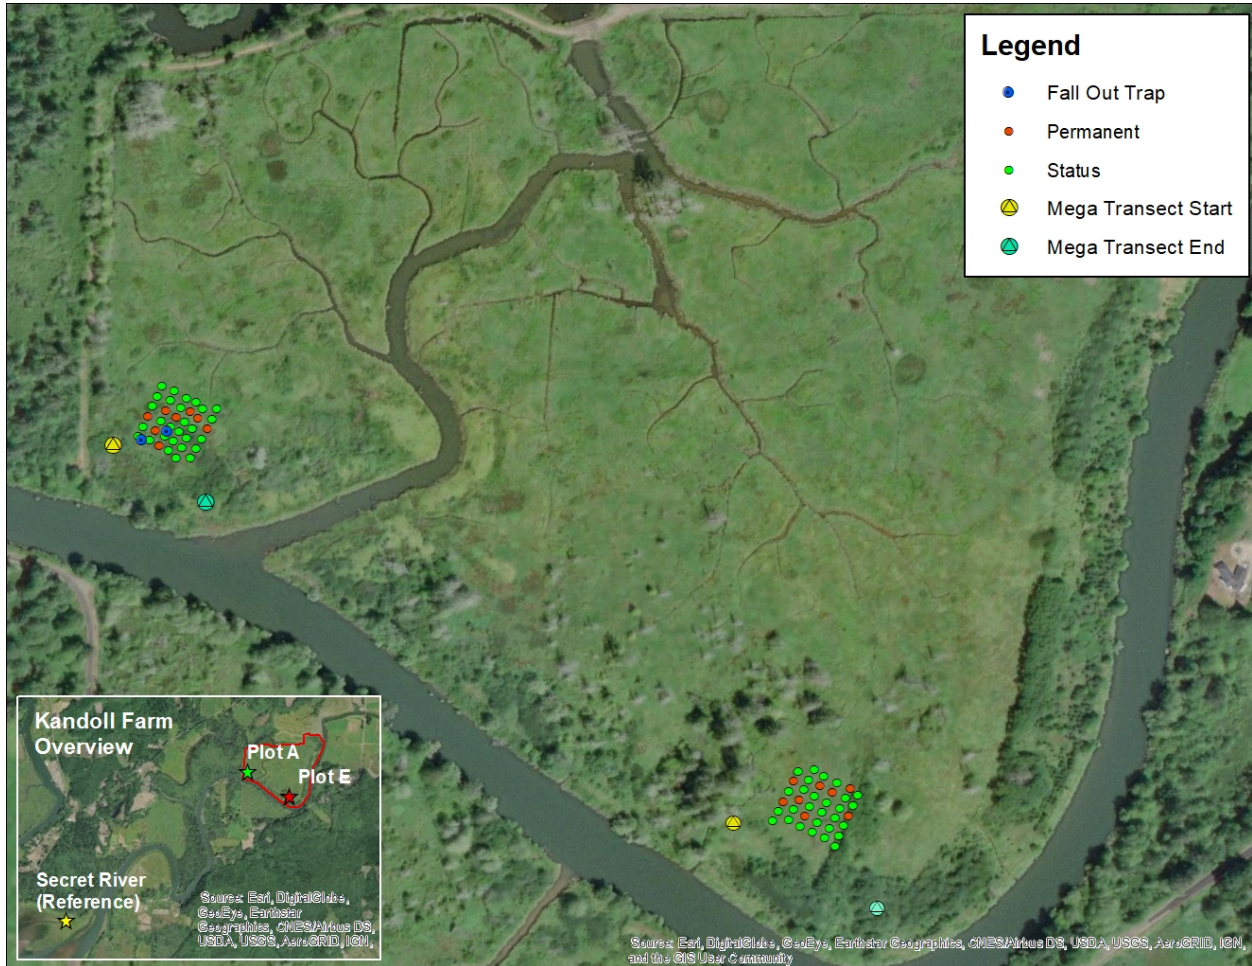 Legend
Fall Out Trap
Permanent
Status
Mega Transect Start
Mega Transect End
Kandoll Farm
Overview
Plot A
Plot E
Secret River
(Reference)
Source: Esri, DigitalGlobe,
GeoEye, Earthstar
Geographics, CNES/Airbus DS,
USDA, USGS, AeroGRID, IGN,
Source: Esri, DigitalGlobe, GeoEye, Earthstar Geographics, CNES/Airbus DS, USDA, USGS, AeroGRID, IGN,
and the GIS User Community